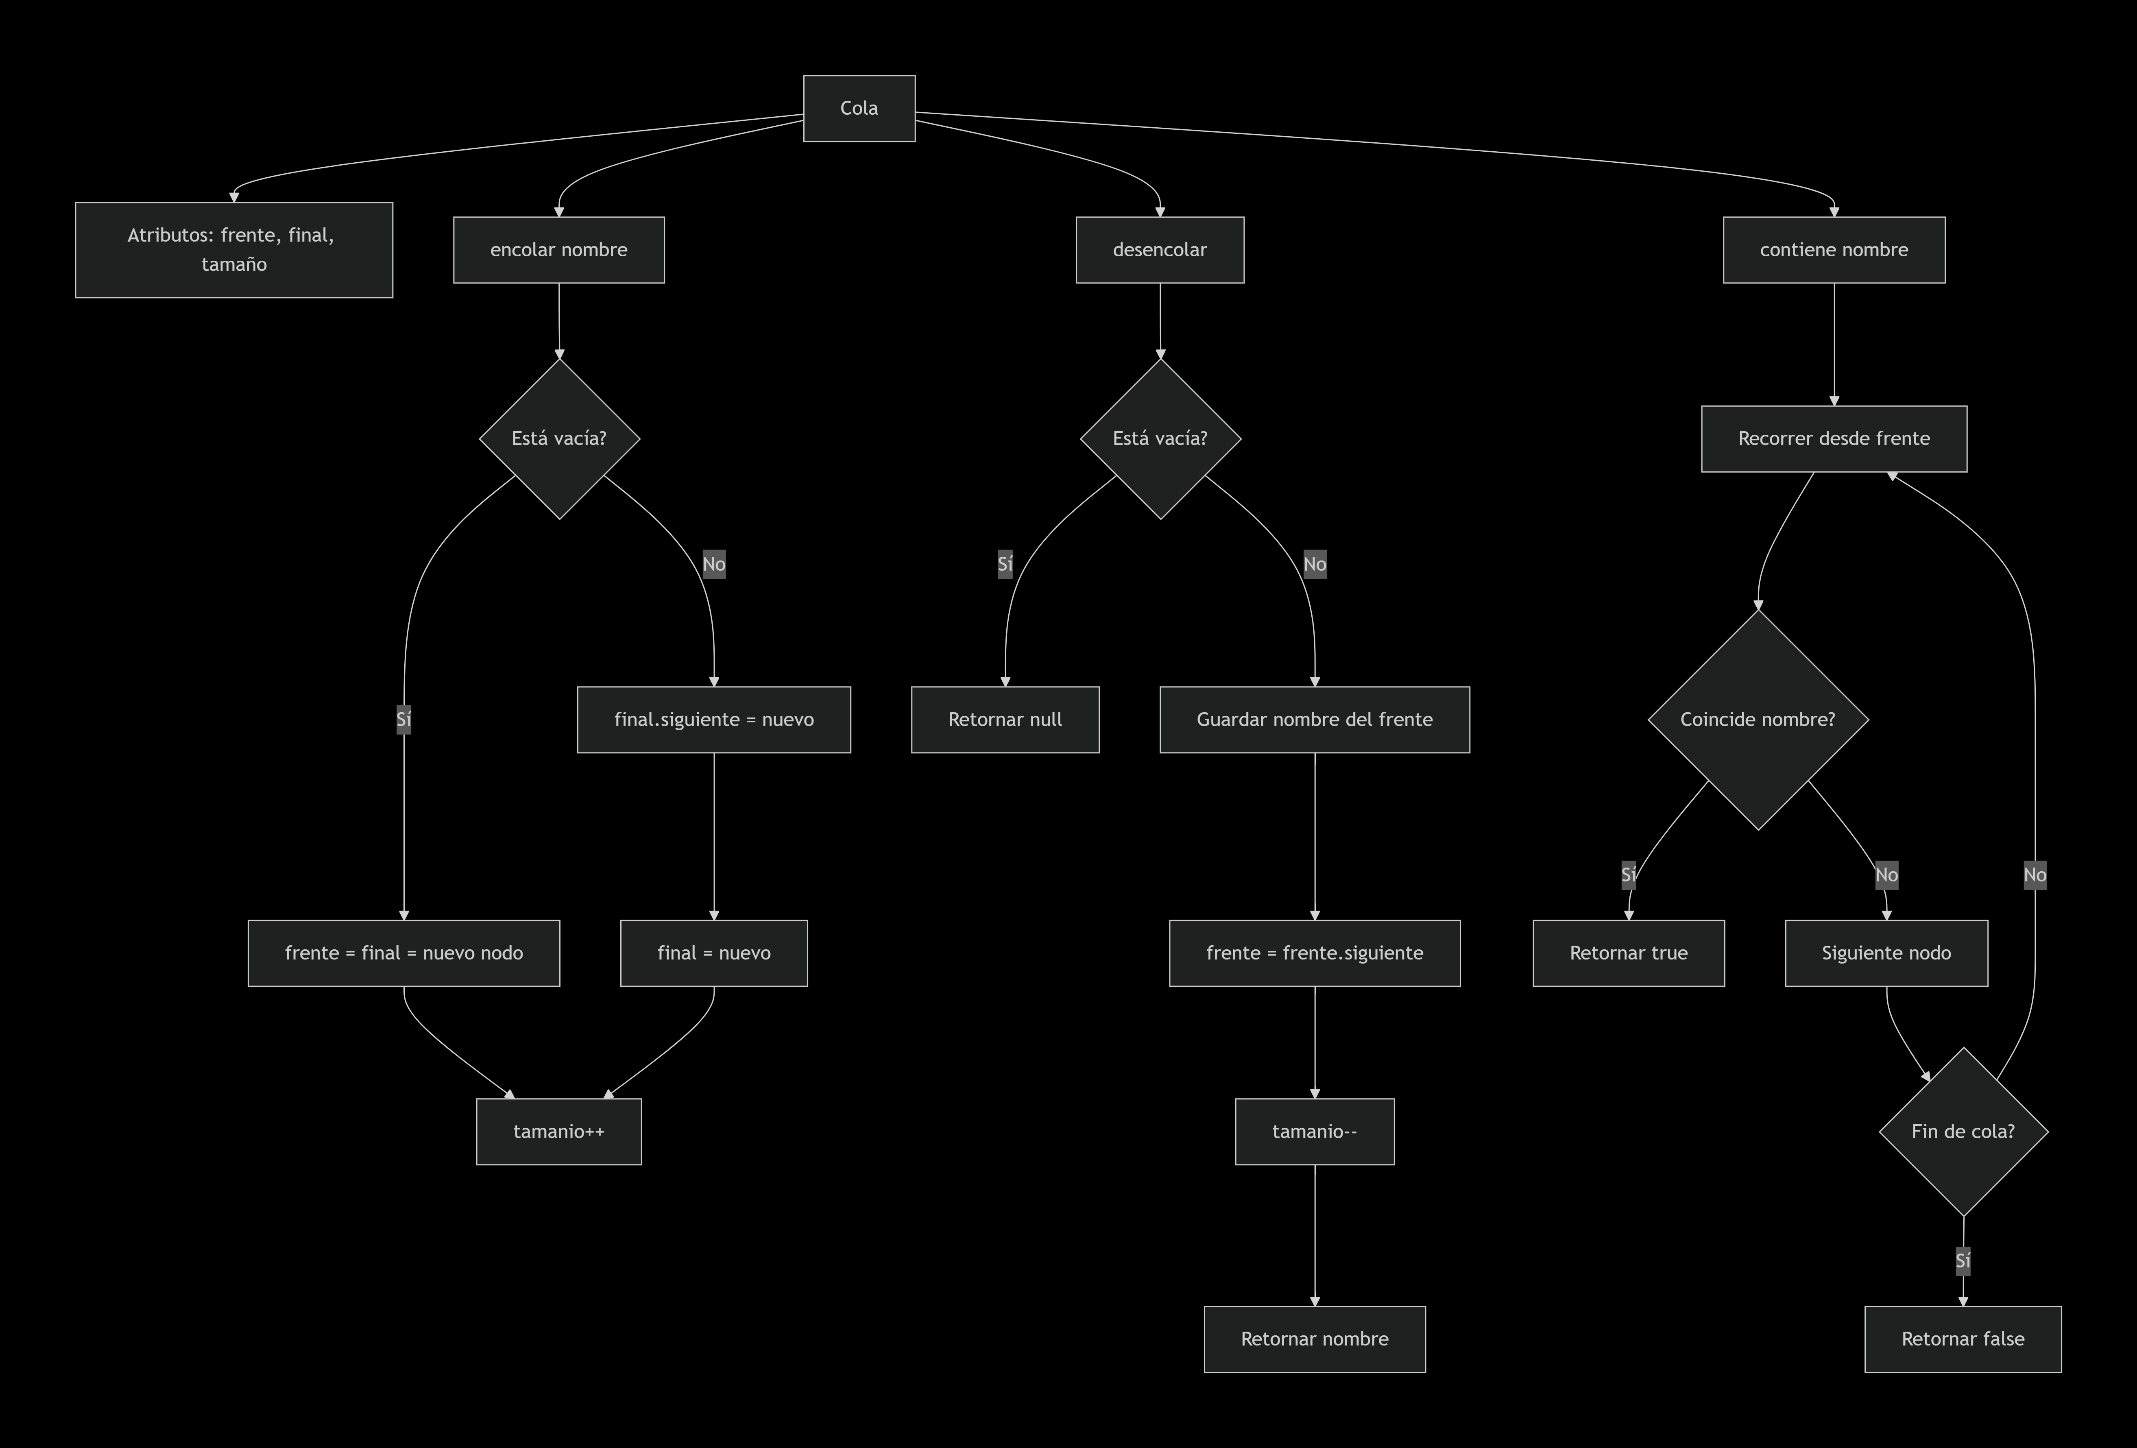 Cola
Atributos: frente, final,
tamaño
encolar nombre
desencolar
contiene nombre
Está vacía?
Está vacía?
Recorrer desde frente
No
Sí
No
Sí
final.siguiente = nuevo
Retornar null
Guardar nombre del frente
Coincide nombre?
Sí
No
No
frente = final = nuevo nodo
final = nuevo
frente = frente.siguiente
Retornar true
Siguiente nodo
tamanio++
tamanio--
Fin de cola?
Sí
Retornar nombre
Retornar false